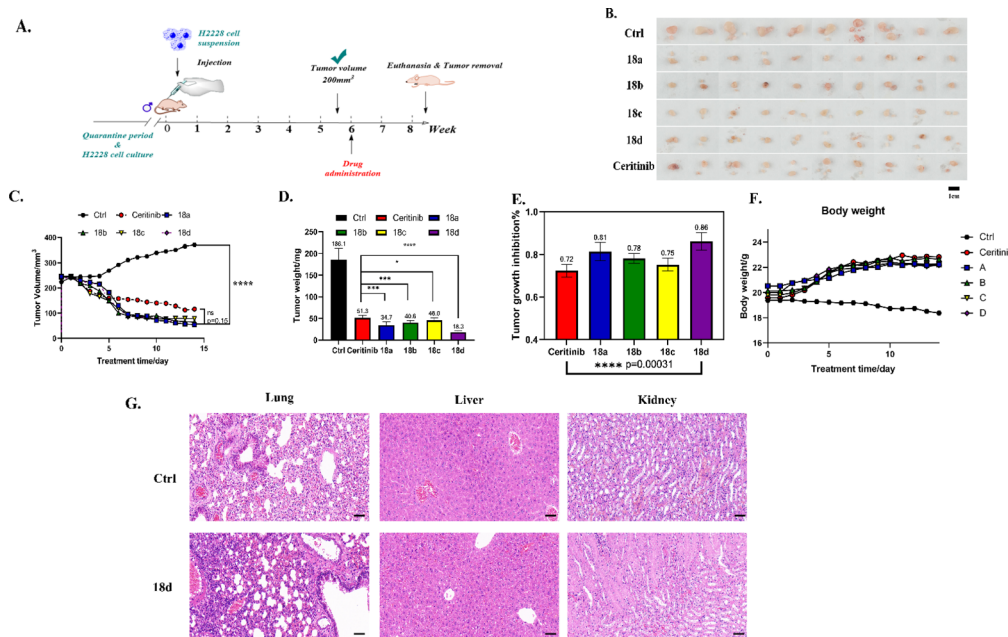 A.
H2228 cell
suspension
Injection
Tumor volume
200mm³
Euthanasia & Tumor removal
♂
0 1 2 3 4 5 6 7 8 Week
Quarantine period
&
H2228 cell culture
Drug
administration
B.
Ctrl
18a
18b
18c
18d
Ceritinib
1cm
C.
Ctrl Ceritinib 18a
18b 18c 18d
Tumor Volume/mm³
400
350
300
250
200
150
100
50
0
0 5 10 15
Treatment time/day
****
ns
p=0.15
D.
Ctrl Ceritinib 18a
18b 18c 18d
Tumor weight/mg
250
200
150
100
50
0
186.1
51.3
34.7
40.6
46.0
18.3
****
*
***
***
Ctrl Ceritinib 18a 18b 18c 18d
E.
Tumor growth inhibition%
1.0
0.8
0.6
0.4
0.72
0.81
0.78
0.75
0.86
Ceritinib 18a 18b 18c 18d
**** p=0.00031
F.
Body weight
Body weight/g
24
22
20
18
16
0 5 10
Treatment time/day
Ctrl
Ceritini
A
B
C
D
G.
Lung Liver Kidney
Ctrl
18d